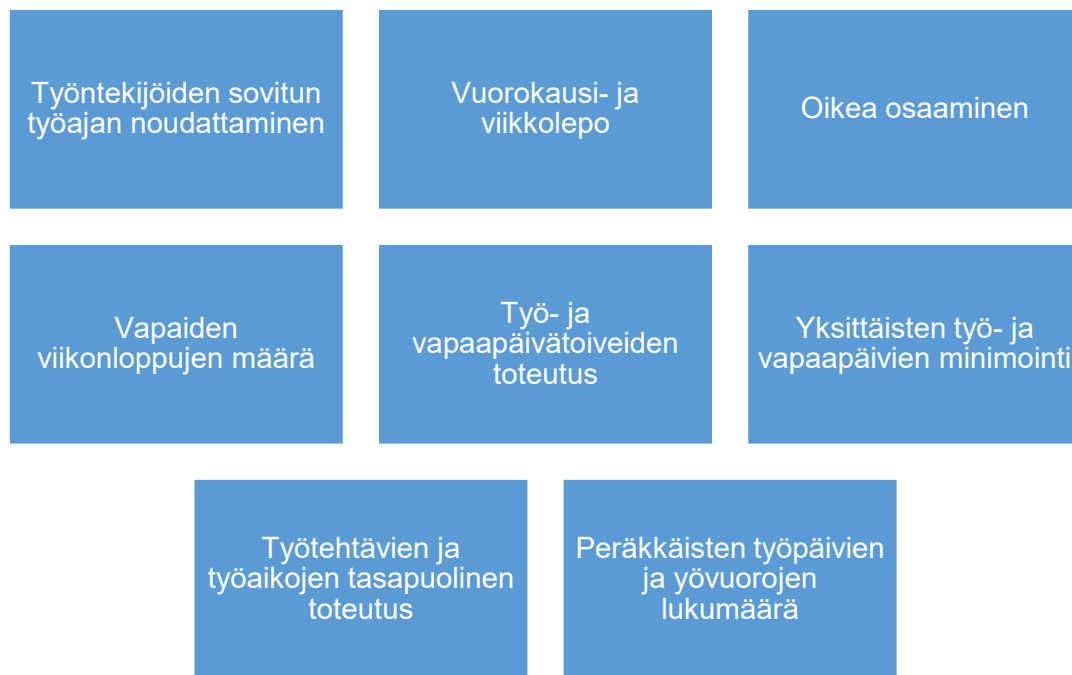 Työntekijöiden sovitun
työajan noudattaminen
Vuorokausi- ja
viikkolepo
Oikea osaaminen
Vapaiden
viikonloppujen määrä
Työ- ja
vapaapäivätoiveiden
toteutus
Yksittäisten työ- ja
vapaapäivien minimointi
Työtehtävien ja
työaikojen tasapuolinen
toteutus
Peräkkäisten työpäivien
ja yövuorojen
lukumäärä